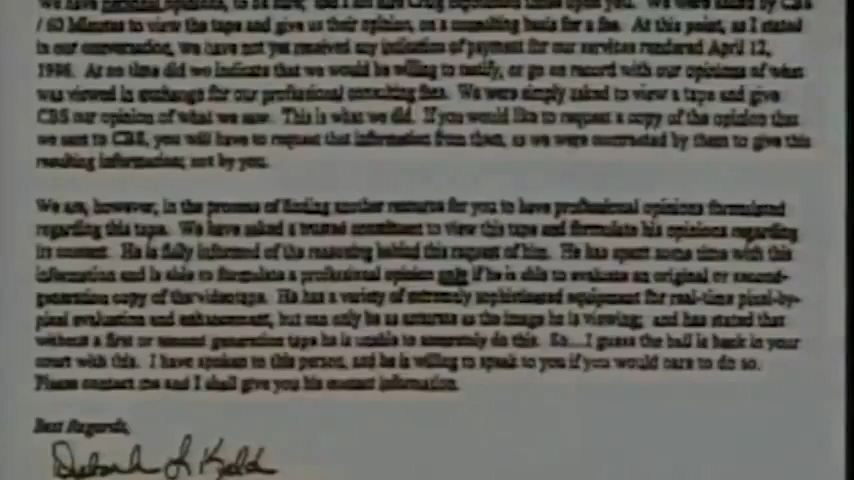 / 60 Minutes to view the tape and give us their opinion, on a consulting basis for a fee. At this point, as I stated
in our conversation, we have not yet received any indication of payment for our services rendered April 12,
1996. At no time did we indicate that we would be willing to testify, or go on record with our opinions of what
was viewed in exchange for our professional consulting fees. We were simply asked to view a tape and give
CBS our opinion of what we saw. This is what we did. If you would like to request a copy of the opinion that
we sent to CBS, you will have to request that information from them, as we were contracted by them to give this
resulting information; not by you.
We are, however, in the process of finding another resource for you to have professional opinions formulated
regarding this tape. We have asked a trusted to view this tape and formulate his opinions regarding
its content. He is fully informed of the reasoning behind this request of him. He has spent some time with this
information and is able to formulate a professional opinion only if he is able to evaluate an original or second-
generation copy of the videotape. He has a variety of extremely sophisticated equipment for real-time pixel-by-
pixel evaluation and enhancement, but can only be as accurate as the image he is viewing; and has stated that
without a first or second generation tape he is unable to accurately do this. So...I guess the ball is back in your
court with this. I have spoken to this person, and he is willing to speak to you if you would care to do so.
Please contact me and I shall give you his contact information.
Best Regards,
Deborah L